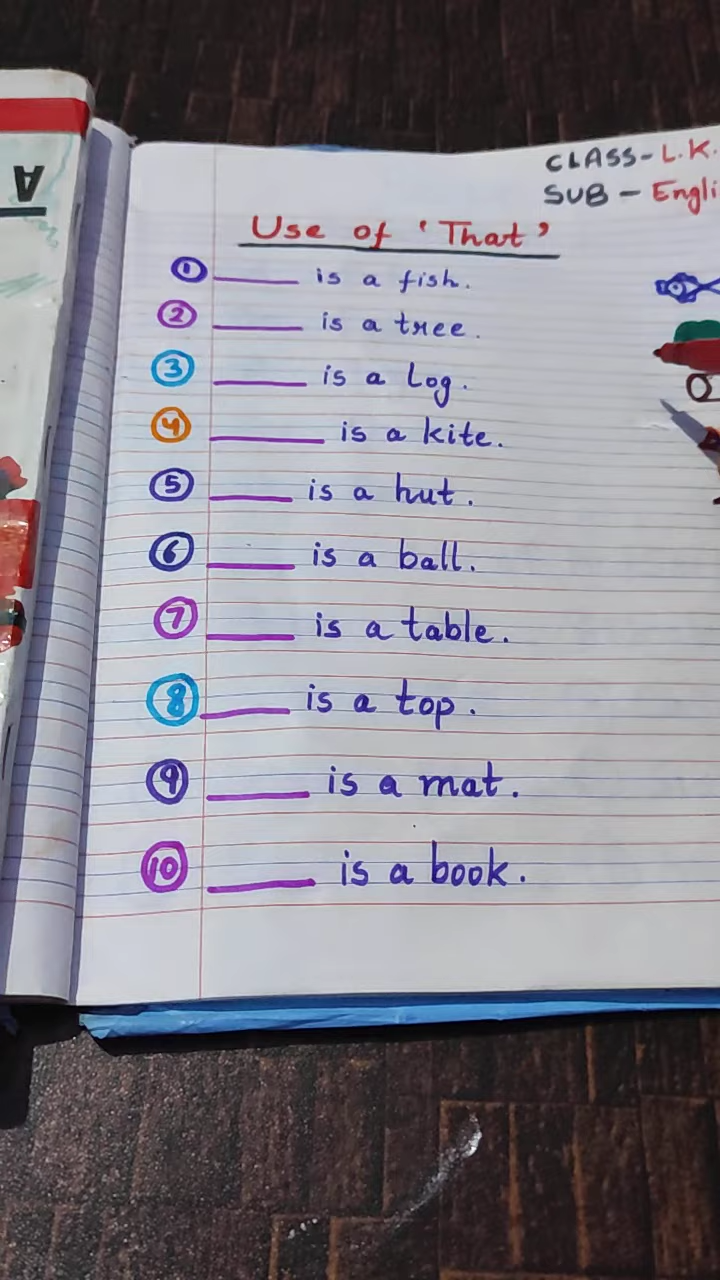 A
CLASS- L.K.
SUB - Engli
Use of 'That'
1 ____ is a fish.
2 ____ is a tree.
3 ____ is a Log.
4 ____ is a kite.
5 ____ is a hut.
6 ____ is a ball.
7 ____ is a table.
8 ____ is a top.
9 ____ is a mat.
10 ____ is a book.